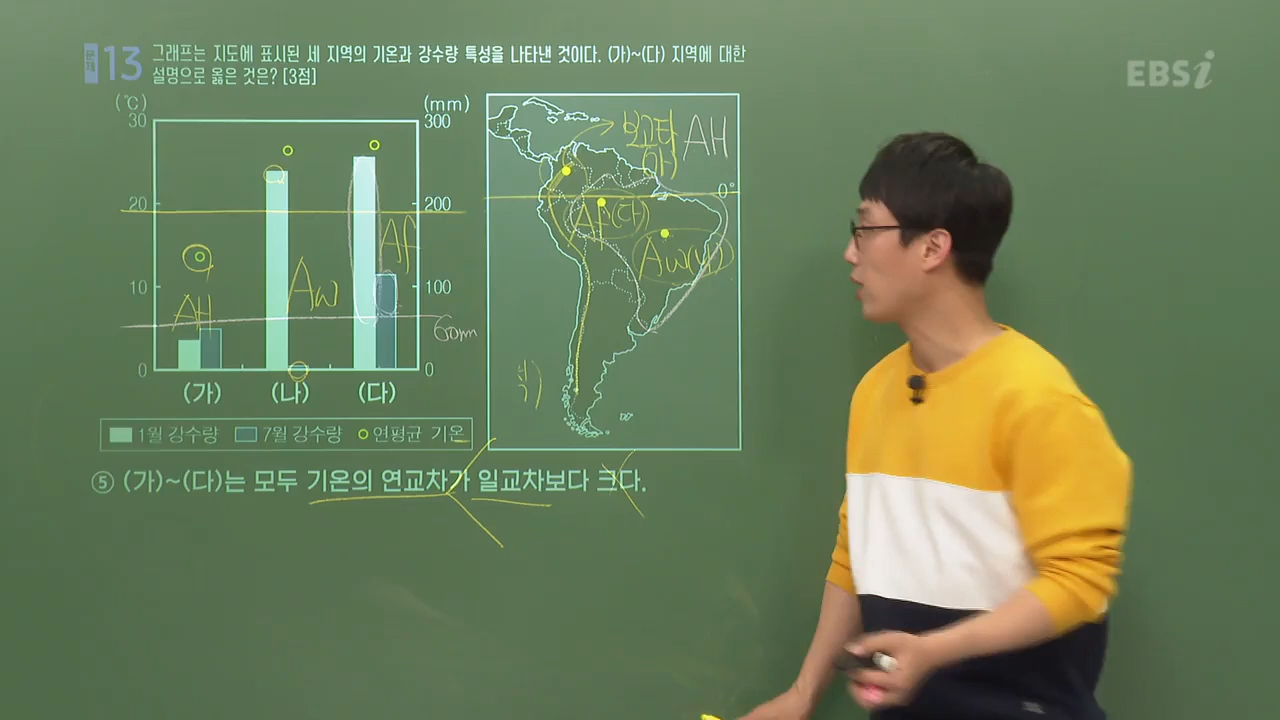 문제 13 그래프는 지도에 표시된 세 지역의 기온과 강수량 특성을 나타낸 것이다. (가)~(다) 지역에 대한
설명으로 옳은 것은? [3점]
EBSi
(℃) (mm)
30 300
20 200
10 100
0 0
AH
Aw
Af
60mm
(가) (나) (다)
1월 강수량 7월 강수량 연평균 기온
보고타 AH
(가)
0°
Af (다)
Aw (나)
⑤ (가)~(다)는 모두 기온의 연교차가 일교차보다 크다.